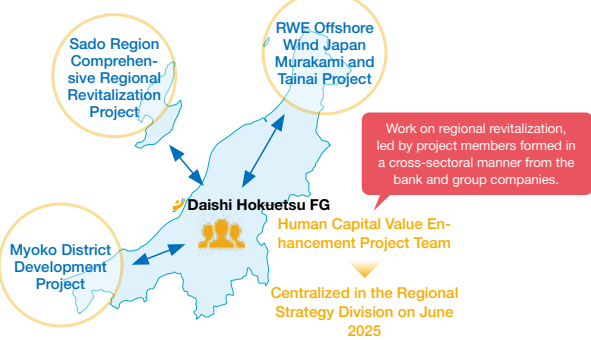 Sado Region
Comprehen-
sive Regional
Revitalization
Project
RWE Offshore
Wind Japan
Murakami and
Tainai Project
Work on regional revitalization,
led by project members formed in
a cross-sectoral manner from the
bank and group companies.
Daishi Hokuetsu FG
Human Capital Value En-
hancement Project Team
Myoko District
Development
Project
Centralized in the Regional
Strategy Division on June
2025